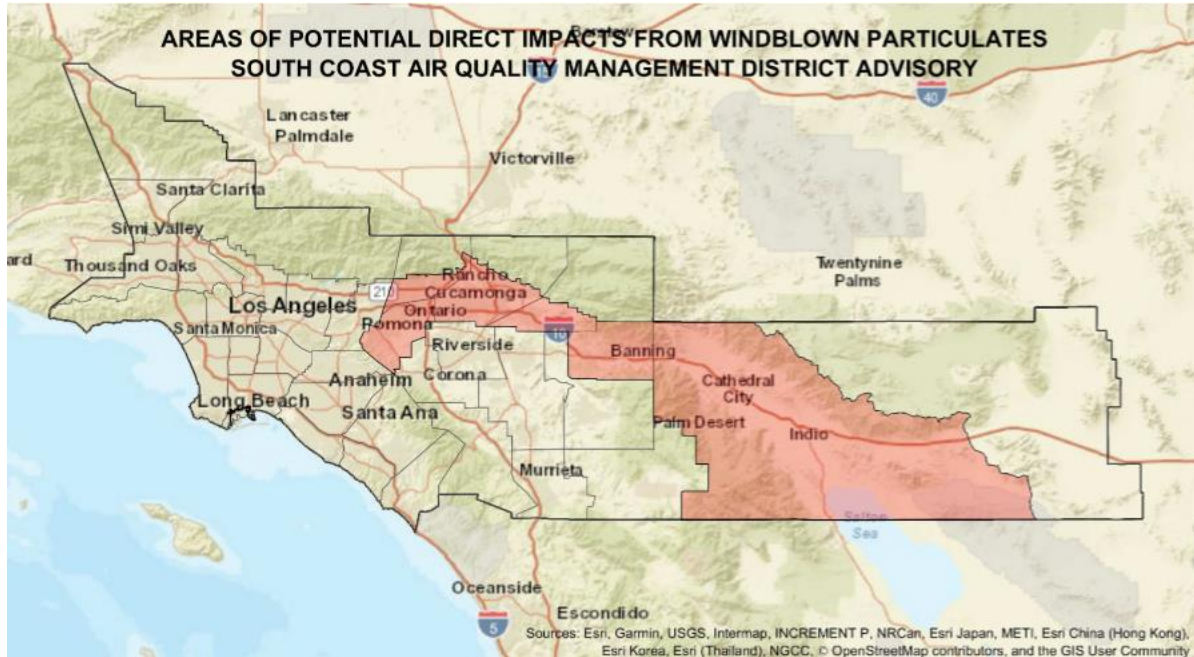 AREAS OF POTENTIAL DIRECT IMPACTS FROM WINDBLOWN PARTICULATES
SOUTH COAST AIR QUALITY MANAGEMENT DISTRICT ADVISORY
Barstow
15
40
Lancaster
Palmdale
Victorville
Santa Clarita
Simi Valley
ard
Thousand Oaks
Twentynine
Palms
Rancho
Cucamonga
210
Los Angeles
Ontario
Pomona
Santa Monica
10
Riverside
Banning
Anaheim
Corona
Cathedral
City
Long Beach
Santa Ana
Palm Desert
Indio
Murrieta
Salton
Sea
Oceanside
Escondido
5
Sources: Esri, Garmin, USGS, Intermap, INCREMENT P, NRCan, Esri Japan, METI, Esri China (Hong Kong),
Esri Korea, Esri (Thailand), NGCC, © OpenStreetMap contributors, and the GIS User Community